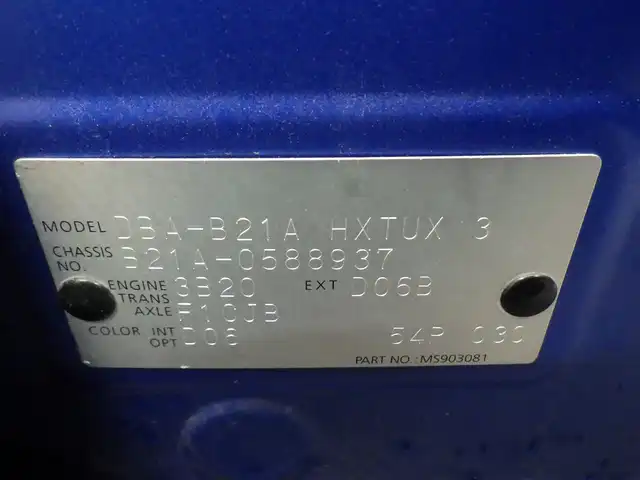 MODEL DBA-B21A HXTUX 3
CHASSIS NO. B21A-0588937
ENGINE 3B20 EXT D06B
TRANS AXLE F1CJB
COLOR INT D06 54P 030
OPT
PART NO.: MS903081